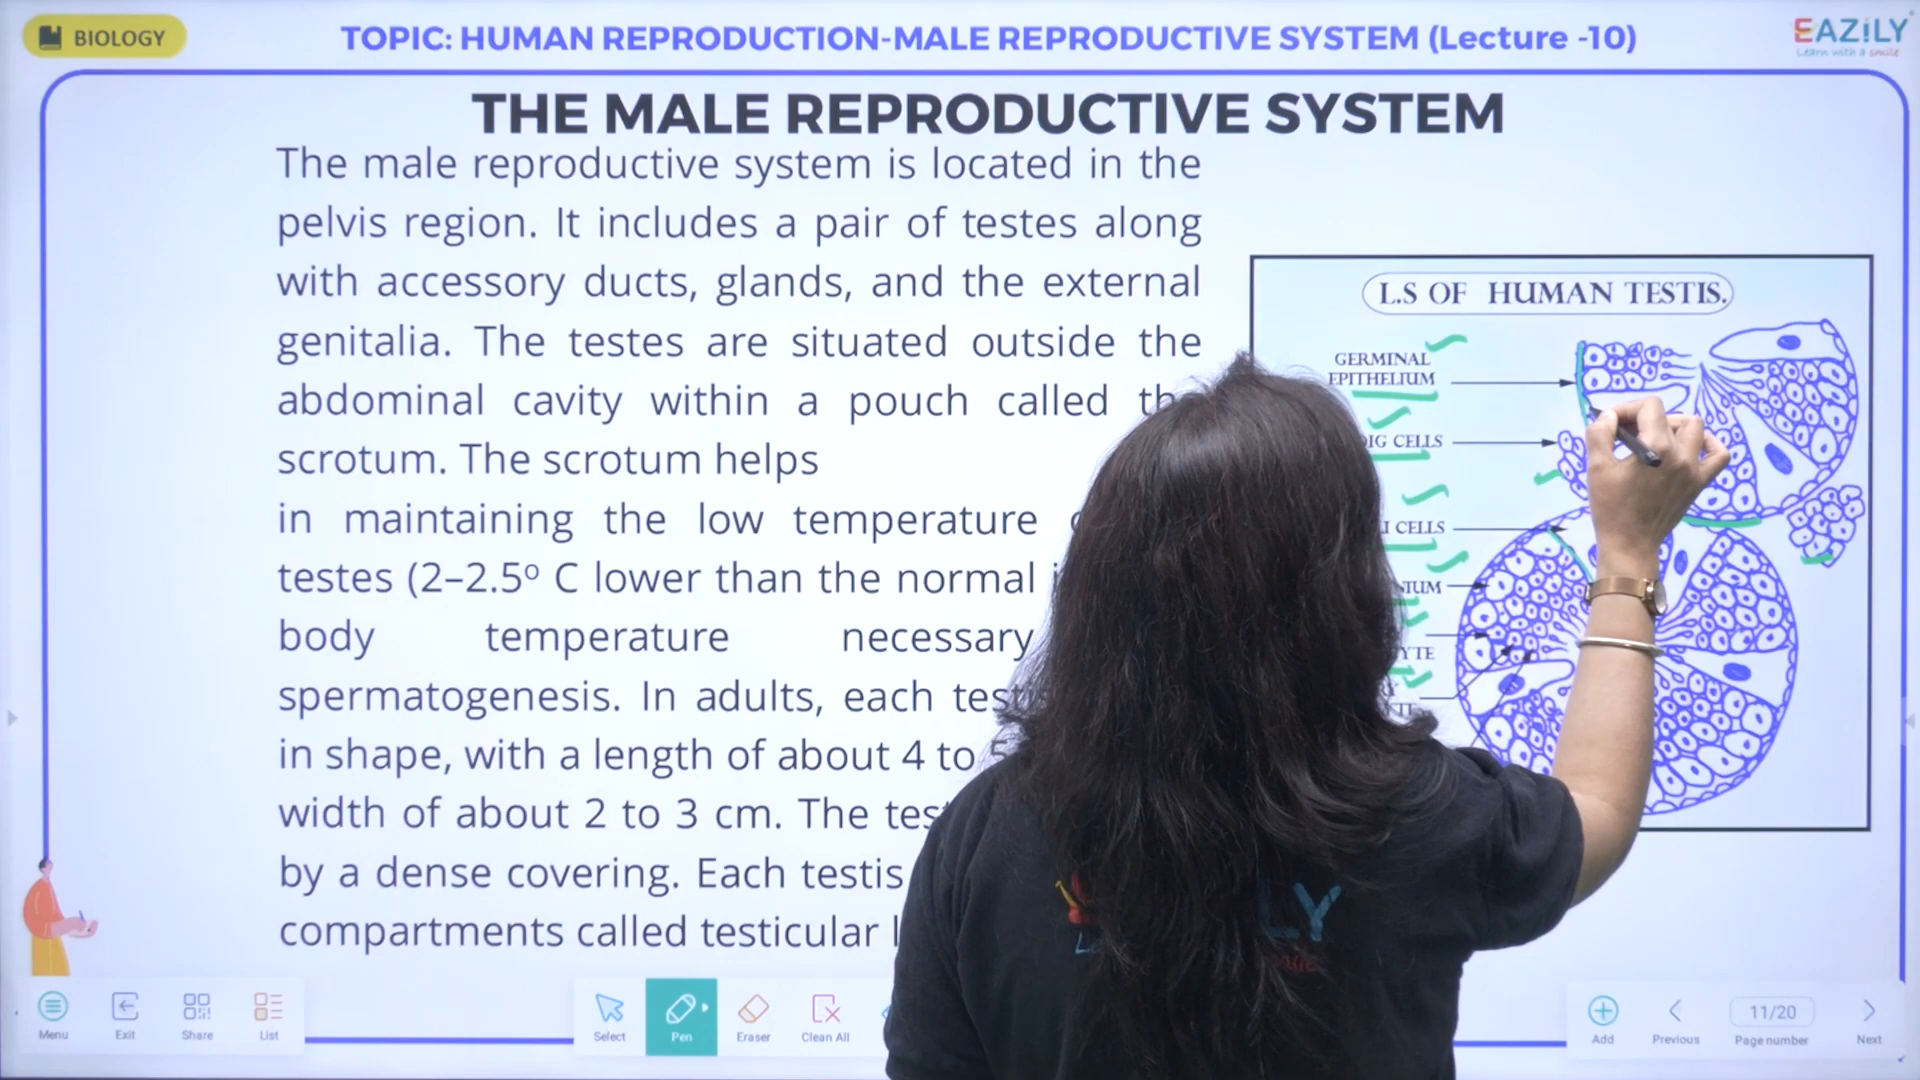 BIOLOGY
TOPIC: HUMAN REPRODUCTION-MALE REPRODUCTIVE SYSTEM (Lecture -10)
EAZiLY
Learn with a smile
THE MALE REPRODUCTIVE SYSTEM
The male reproductive system is located in the
pelvis region. It includes a pair of testes along
with accessory ducts, glands, and the external
genitalia. The testes are situated outside the
abdominal cavity within a pouch called
scrotum. The scrotum helps
in maintaining the low temperature
testes (2–2.5º C lower than the normal
body temperature necessary
spermatogenesis. In adults, each
in shape, with a length of about 4 to
width of about 2 to 3 cm. The
by a dense covering. Each testis
compartments called testicular
L.S OF HUMAN TESTIS.
GERMINAL
EPITHELIUM
CELLS
CELLS
LY
Menu
Exit
Share
List
Select
Pen
Eraser
Clean All
Add
Previous
11/20
Page number
Next